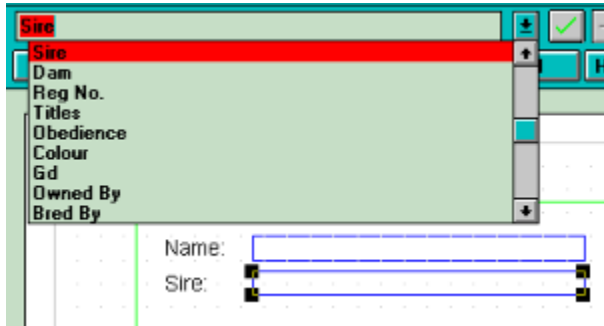 Sire
Sire
Dam
Reg No.
Titles
Obedience
Colour
Gd
Owned By
Bred By
Name:
Sire: